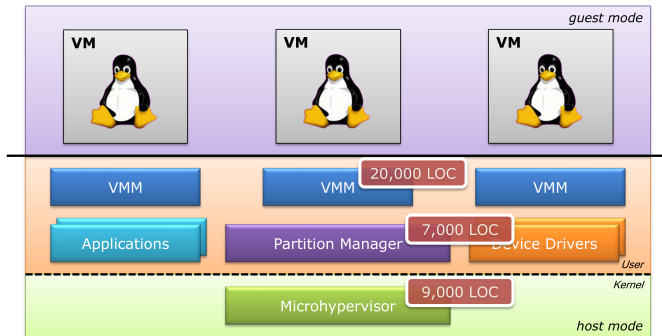 guest mode
VM
VM
VM
20,000 LOC
VMM
VMM
VMM
7,000 LOC
Applications
Partition Manager
Device Drivers
User
Kernel
9,000 LOC
Microhypervisor
host mode